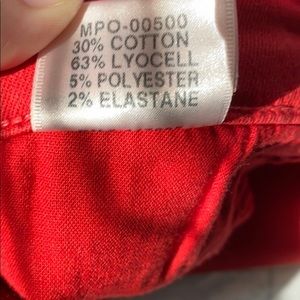 MPO-00500
30% COTTON
63% LYOCELL
5% POLYESTER
2% ELASTANE